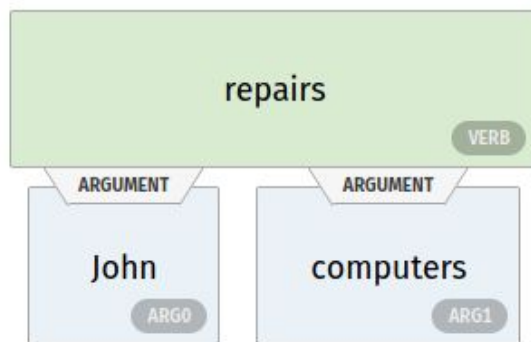 repairs
VERB
ARGUMENT ARGUMENT
John computers
ARG0 ARG1